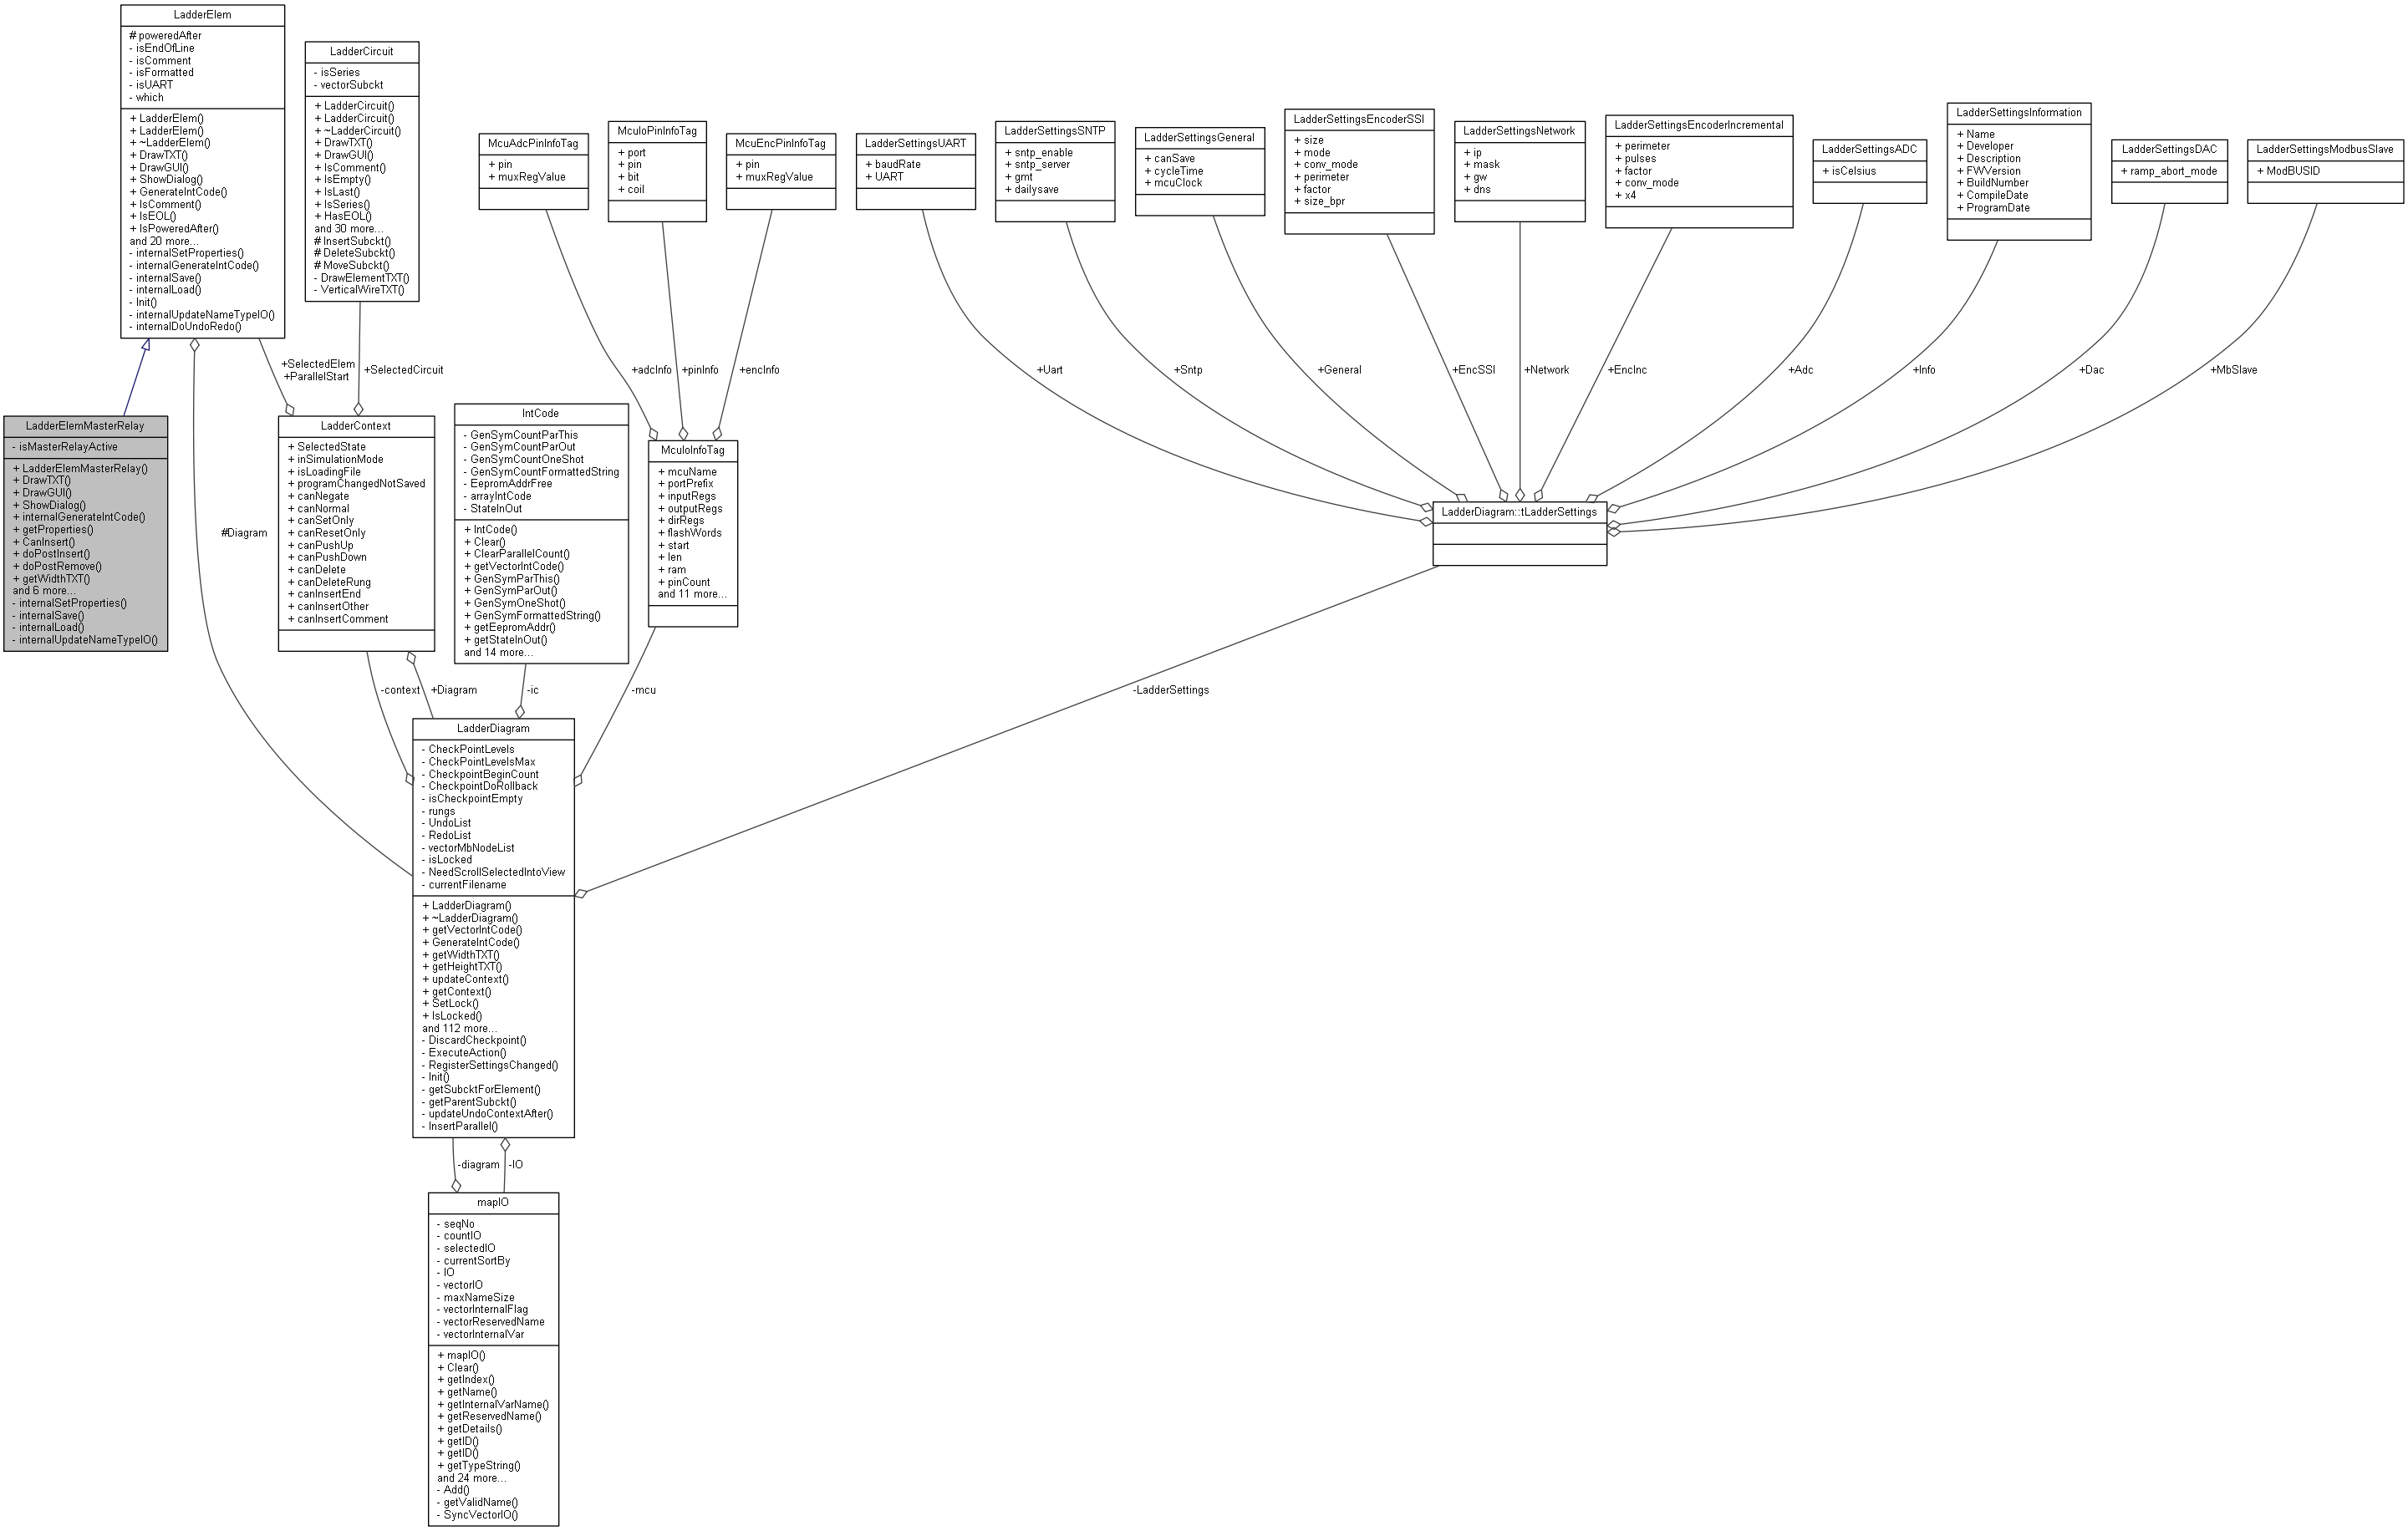 LadderElem
# poweredAfter
- isEndOfLine
- isComment
- isFormatted
- isUART
- which
+ LadderElem()
+ LadderElem()
+ ~LadderElem()
+ DrawTXT()
+ DrawGUI()
+ ShowDialog()
+ GenerateIntCode()
+ IsComment()
+ IsEOL()
+ IsPoweredAfter()
and 20 more...
- internalSetProperties()
- internalGenerateIntCode()
- internalSave()
- internalLoad()
- Init()
- internalUpdateNameTypeIO()
- internalDoUndoRedo()
LadderCircuit
- isSeries
- vectorSubckt
+ LadderCircuit()
+ LadderCircuit()
+ ~LadderCircuit()
+ DrawTXT()
+ DrawGUI()
+ IsComment()
+ IsEmpty()
+ IsLast()
+ IsSeries()
+ HasEOL()
and 30 more...
# InsertSubckt()
# DeleteSubckt()
# MoveSubckt()
- DrawElementTXT()
- VerticalWireTXT()
McuAdcPinInfoTag
+ pin
+ muxRegValue
McuIoPinInfoTag
+ port
+ pin
+ bit
+ coil
McuEncPinInfoTag
+ pin
+ muxRegValue
LadderSettingsUART
+ baudRate
+ UART
LadderSettingsSNTP
+ sntp_enable
+ sntp_server
+ gmt
+ dailysave
LadderSettingsGeneral
+ canSave
+ cycleTime
+ mcuClock
LadderSettingsEncoderSSI
+ size
+ mode
+ conv_mode
+ perimeter
+ factor
+ size_bpr
LadderSettingsNetwork
+ ip
+ mask
+ gw
+ dns
LadderSettingsEncoderIncremental
+ perimeter
+ pulses
+ factor
+ conv_mode
+ x4
LadderSettingsADC
+ isCelsius
LadderSettingsInformation
+ Name
+ Developer
+ Description
+ FWVersion
+ BuildNumber
+ CompileDate
+ ProgramDate
LadderSettingsDAC
+ ramp_abort_mode
LadderSettingsModbusSlave
+ ModBUSID
+SelectedElem
+ParallelStart
+SelectedCircuit
+adcInfo
+pinInfo
+encInfo
+Uart
+Sntp
+General
+EncSSI
+Network
+EncInc
+Adc
+Info
+Dac
+MbSlave
LadderElemMasterRelay
- isMasterRelayActive
+ LadderElemMasterRelay()
+ DrawTXT()
+ DrawGUI()
+ ShowDialog()
+ internalGenerateIntCode()
+ getProperties()
+ CanInsert()
+ doPostInsert()
+ doPostRemove()
+ getWidthTXT()
and 6 more...
- internalSetProperties()
- internalSave()
- internalLoad()
- internalUpdateNameTypeIO()
#Diagram
LadderContext
+ SelectedState
+ inSimulationMode
+ isLoadingFile
+ programChangedNotSaved
+ canNegate
+ canNormal
+ canSetOnly
+ canResetOnly
+ canPushUp
+ canPushDown
+ canDelete
+ canDeleteRung
+ canInsertEnd
+ canInsertOther
+ canInsertComment
IntCode
- GenSymCountParThis
- GenSymCountParOut
- GenSymCountOneShot
- GenSymCountFormattedString
- EepromAddrFree
- arrayIntCode
- StateInOut
+ IntCode()
+ Clear()
+ ClearParallelCount()
+ getVectorIntCode()
+ GenSymParThis()
+ GenSymParOut()
+ GenSymOneShot()
+ GenSymFormattedString()
+ getEepromAddr()
+ getStateInOut()
and 14 more...
McuIoInfoTag
+ mcuName
+ portPrefix
+ inputRegs
+ outputRegs
+ dirRegs
+ flashWords
+ start
+ len
+ ram
+ pinCount
and 11 more...
LadderDiagram::tLadderSettings
-context
+Diagram
-ic
-mcu
-LadderSettings
LadderDiagram
- CheckPointLevels
- CheckPointLevelsMax
- CheckpointBeginCount
- CheckpointDoRollback
- isCheckpointEmpty
- rungs
- UndoList
- RedoList
- vectorMbNodeList
- isLocked
- NeedScrollSelectedIntoView
- currentFilename
+ LadderDiagram()
+ ~LadderDiagram()
+ getVectorIntCode()
+ GenerateIntCode()
+ getWidthTXT()
+ getHeightTXT()
+ updateContext()
+ getContext()
+ SetLock()
+ IsLocked()
and 112 more...
- DiscardCheckpoint()
- ExecuteAction()
- RegisterSettingsChanged()
- Init()
- getSubcktForElement()
- getParentSubckt()
- updateUndoContextAfter()
- InsertParallel()
-diagram
-IO
mapIO
- seqNo
- countIO
- selectedIO
- currentSortBy
- IO
- vectorIO
- maxNameSize
- vectorInternalFlag
- vectorReservedName
- vectorInternalVar
+ mapIO()
+ Clear()
+ getIndex()
+ getName()
+ getInternalVarName()
+ getReservedName()
+ getDetails()
+ getID()
+ getID()
+ getTypeString()
and 24 more...
- Add()
- getValidName()
- SyncVectorIO()